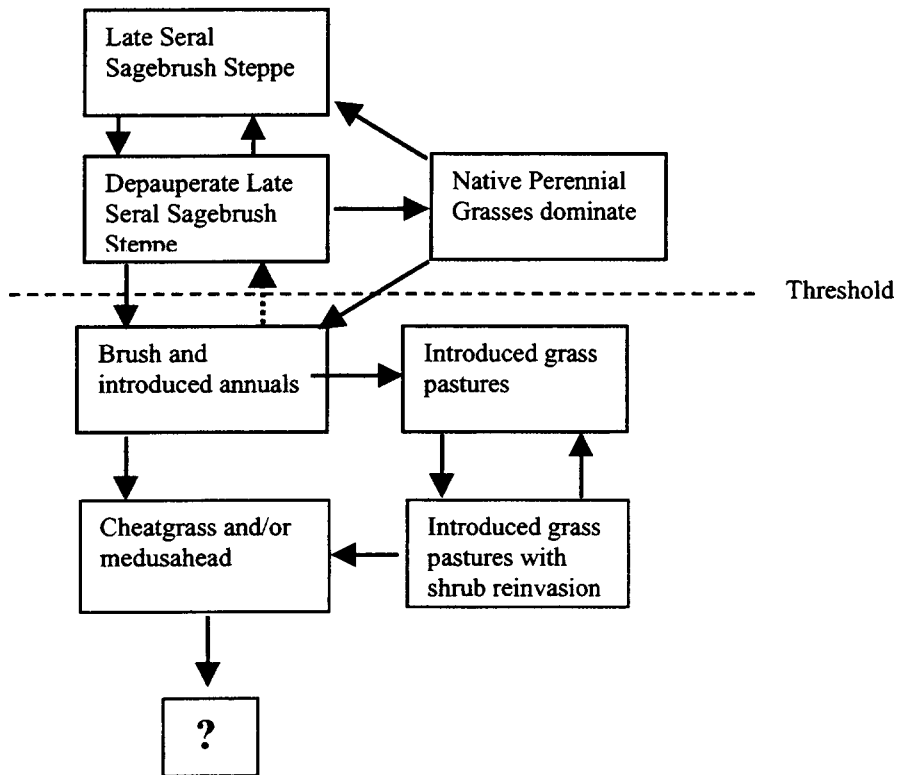 Late Seral
Sagebrush Steppe
Depauperate Late
Seral Sagebrush
Steppe
Native Perennial
Grasses dominate
Threshold
Brush and
introduced annuals
Introduced grass
pastures
Cheatgrass and/or
medusahead
Introduced grass
pastures with
shrub reinvasion
?